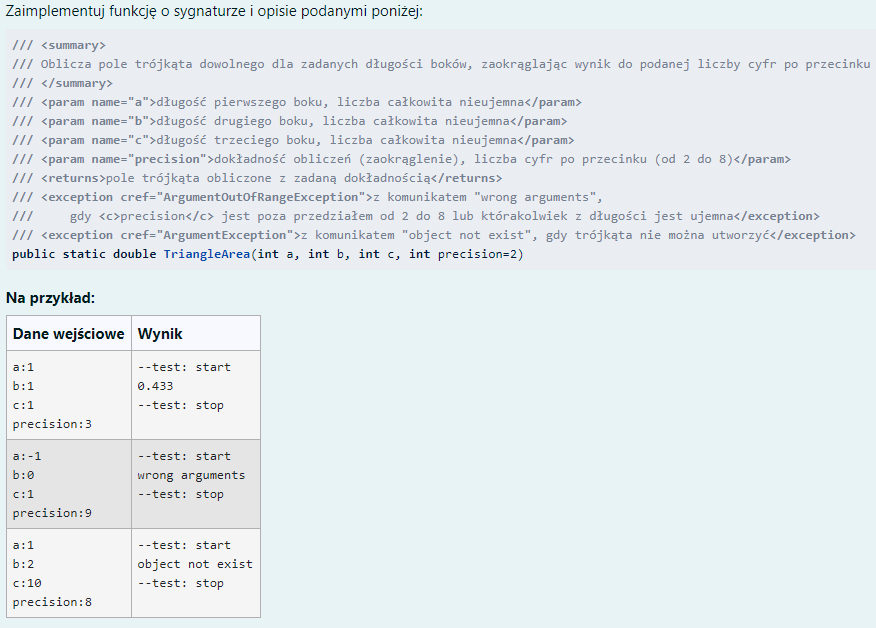 Zaimplementuj funkcję o sygnaturze i opisie podanymi poniżej:
/// <summary>
/// Oblicza pole trójkąta dowolnego dla zadanych długości boków, zaokrąglając wynik do podanej liczby cyfr po przecinku
/// </summary>
/// <param name="a">długość pierwszego boku, liczba całkowita nieujemna</param>
/// <param name="b">długość drugiego boku, liczba całkowita nieujemna</param>
/// <param name="c">długość trzeciego boku, liczba całkowita nieujemna</param>
/// <param name="precision">dokładność obliczeń (zaokrąglenie), liczba cyfr po przecinku (od 2 do 8)</param>
/// <returns>pole trójkąta obliczone z zadaną dokładnością</returns>
/// <exception cref="ArgumentOutOfRangeException">z komunikatem "wrong arguments",
///     gdy <c>precision</c> jest poza przedziałem od 2 do 8 lub którakolwiek z długości jest ujemna</exception>
/// <exception cref="ArgumentException">z komunikatem "object not exist", gdy trójkąta nie można utworzyć</exception>
public static double TriangleArea(int a, int b, int c, int precision=2)
Na przykład:
Dane wejściowe Wynik
a:1 --test: start
b:1 0.433
c:1 --test: stop
precision:3
a:-1 --test: start
b:0 wrong arguments
c:1 --test: stop
precision:9
a:1 --test: start
b:2 object not exist
c:10 --test: stop
precision:8